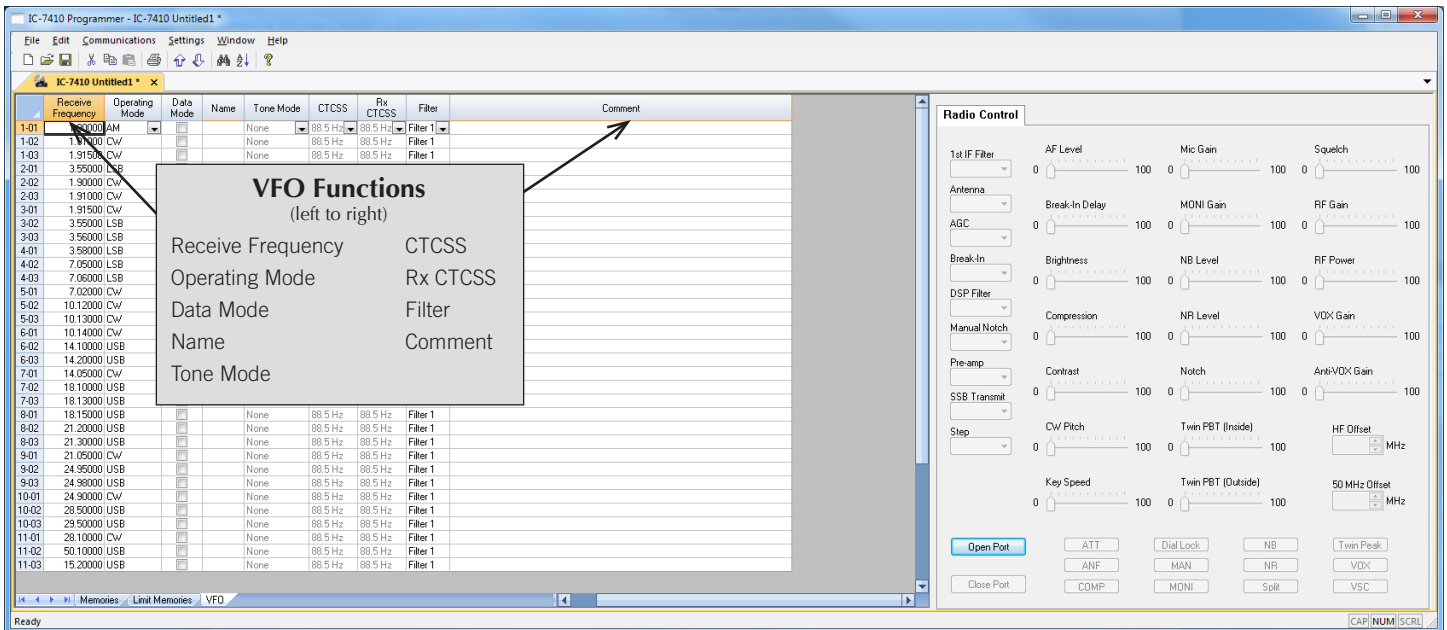 IC-7410 Programmer - IC-7410 Untitled1 *
File Edit Communications Settings Window Help
IC-7410 Untitled1 * X
Receive Frequency Operating Mode Data Mode Name Tone Mode CTCSS Rx CTCSS Filter Comment
1-01 AM None 88.5 Hz 88.5 Hz Filter 1
1-02 1.91000 CW None 88.5 Hz 88.5 Hz Filter 1
1-03 1.91500 CW None 88.5 Hz 88.5 Hz Filter 1
2-01 3.55000 LSB
2-02 1.90000 CW
2-03 1.91000 CW
3-01 1.91500 CW
3-02 3.55000 LSB
3-03 3.56000 LSB
4-01 3.58000 LSB
4-02 7.05000 LSB
4-03 7.06000 LSB
5-01 7.02000 CW
5-02 10.12000 CW
5-03 10.13000 CW
6-01 10.14000 CW
6-02 14.10000 USB
6-03 14.20000 USB
7-01 14.05000 CW
7-02 18.10000 USB
7-03 18.13000 USB
8-01 18.15000 USB None 88.5 Hz 88.5 Hz Filter 1
8-02 21.20000 USB None 88.5 Hz 88.5 Hz Filter 1
8-03 21.30000 USB None 88.5 Hz 88.5 Hz Filter 1
9-01 21.05000 CW None 88.5 Hz 88.5 Hz Filter 1
9-02 24.95000 USB None 88.5 Hz 88.5 Hz Filter 1
9-03 24.98000 USB None 88.5 Hz 88.5 Hz Filter 1
10-01 24.90000 CW None 88.5 Hz 88.5 Hz Filter 1
10-02 28.50000 USB None 88.5 Hz 88.5 Hz Filter 1
10-03 29.50000 USB None 88.5 Hz 88.5 Hz Filter 1
11-01 28.10000 CW None 88.5 Hz 88.5 Hz Filter 1
11-02 50.10000 USB None 88.5 Hz 88.5 Hz Filter 1
11-03 15.20000 USB None 88.5 Hz 88.5 Hz Filter 1
VFO Functions
(left to right)
Receive Frequency CTCSS
Operating Mode Rx CTCSS
Data Mode Filter
Name Comment
Tone Mode
Memories Limit Memories VFO
Radio Control
1st IF Filter
Antenna
AGC
Break-In
DSP Filter
Manual Notch
Pre-amp
SSB Transmit
Step
AF Level Mic Gain Squelch
0 100 0 100 0 100
Break-In Delay MONI Gain RF Gain
0 100 0 100 0 100
Brightness NB Level RF Power
0 100 0 100 0 100
Compression NR Level VOX Gain
0 100 0 100 0 100
Contrast Notch Anti-VOX Gain
0 100 0 100 0 100
CW Pitch Twin PBT (Inside) HF Offset
0 100 0 100 MHz
Key Speed Twin PBT (Outside) 50 MHz Offset
0 100 0 100 MHz
Open Port ATT Dial Lock NB Twin Peak
ANF MAN NR VOX
Close Port COMP MONI Split VSC
Ready CAP NUM SCRL